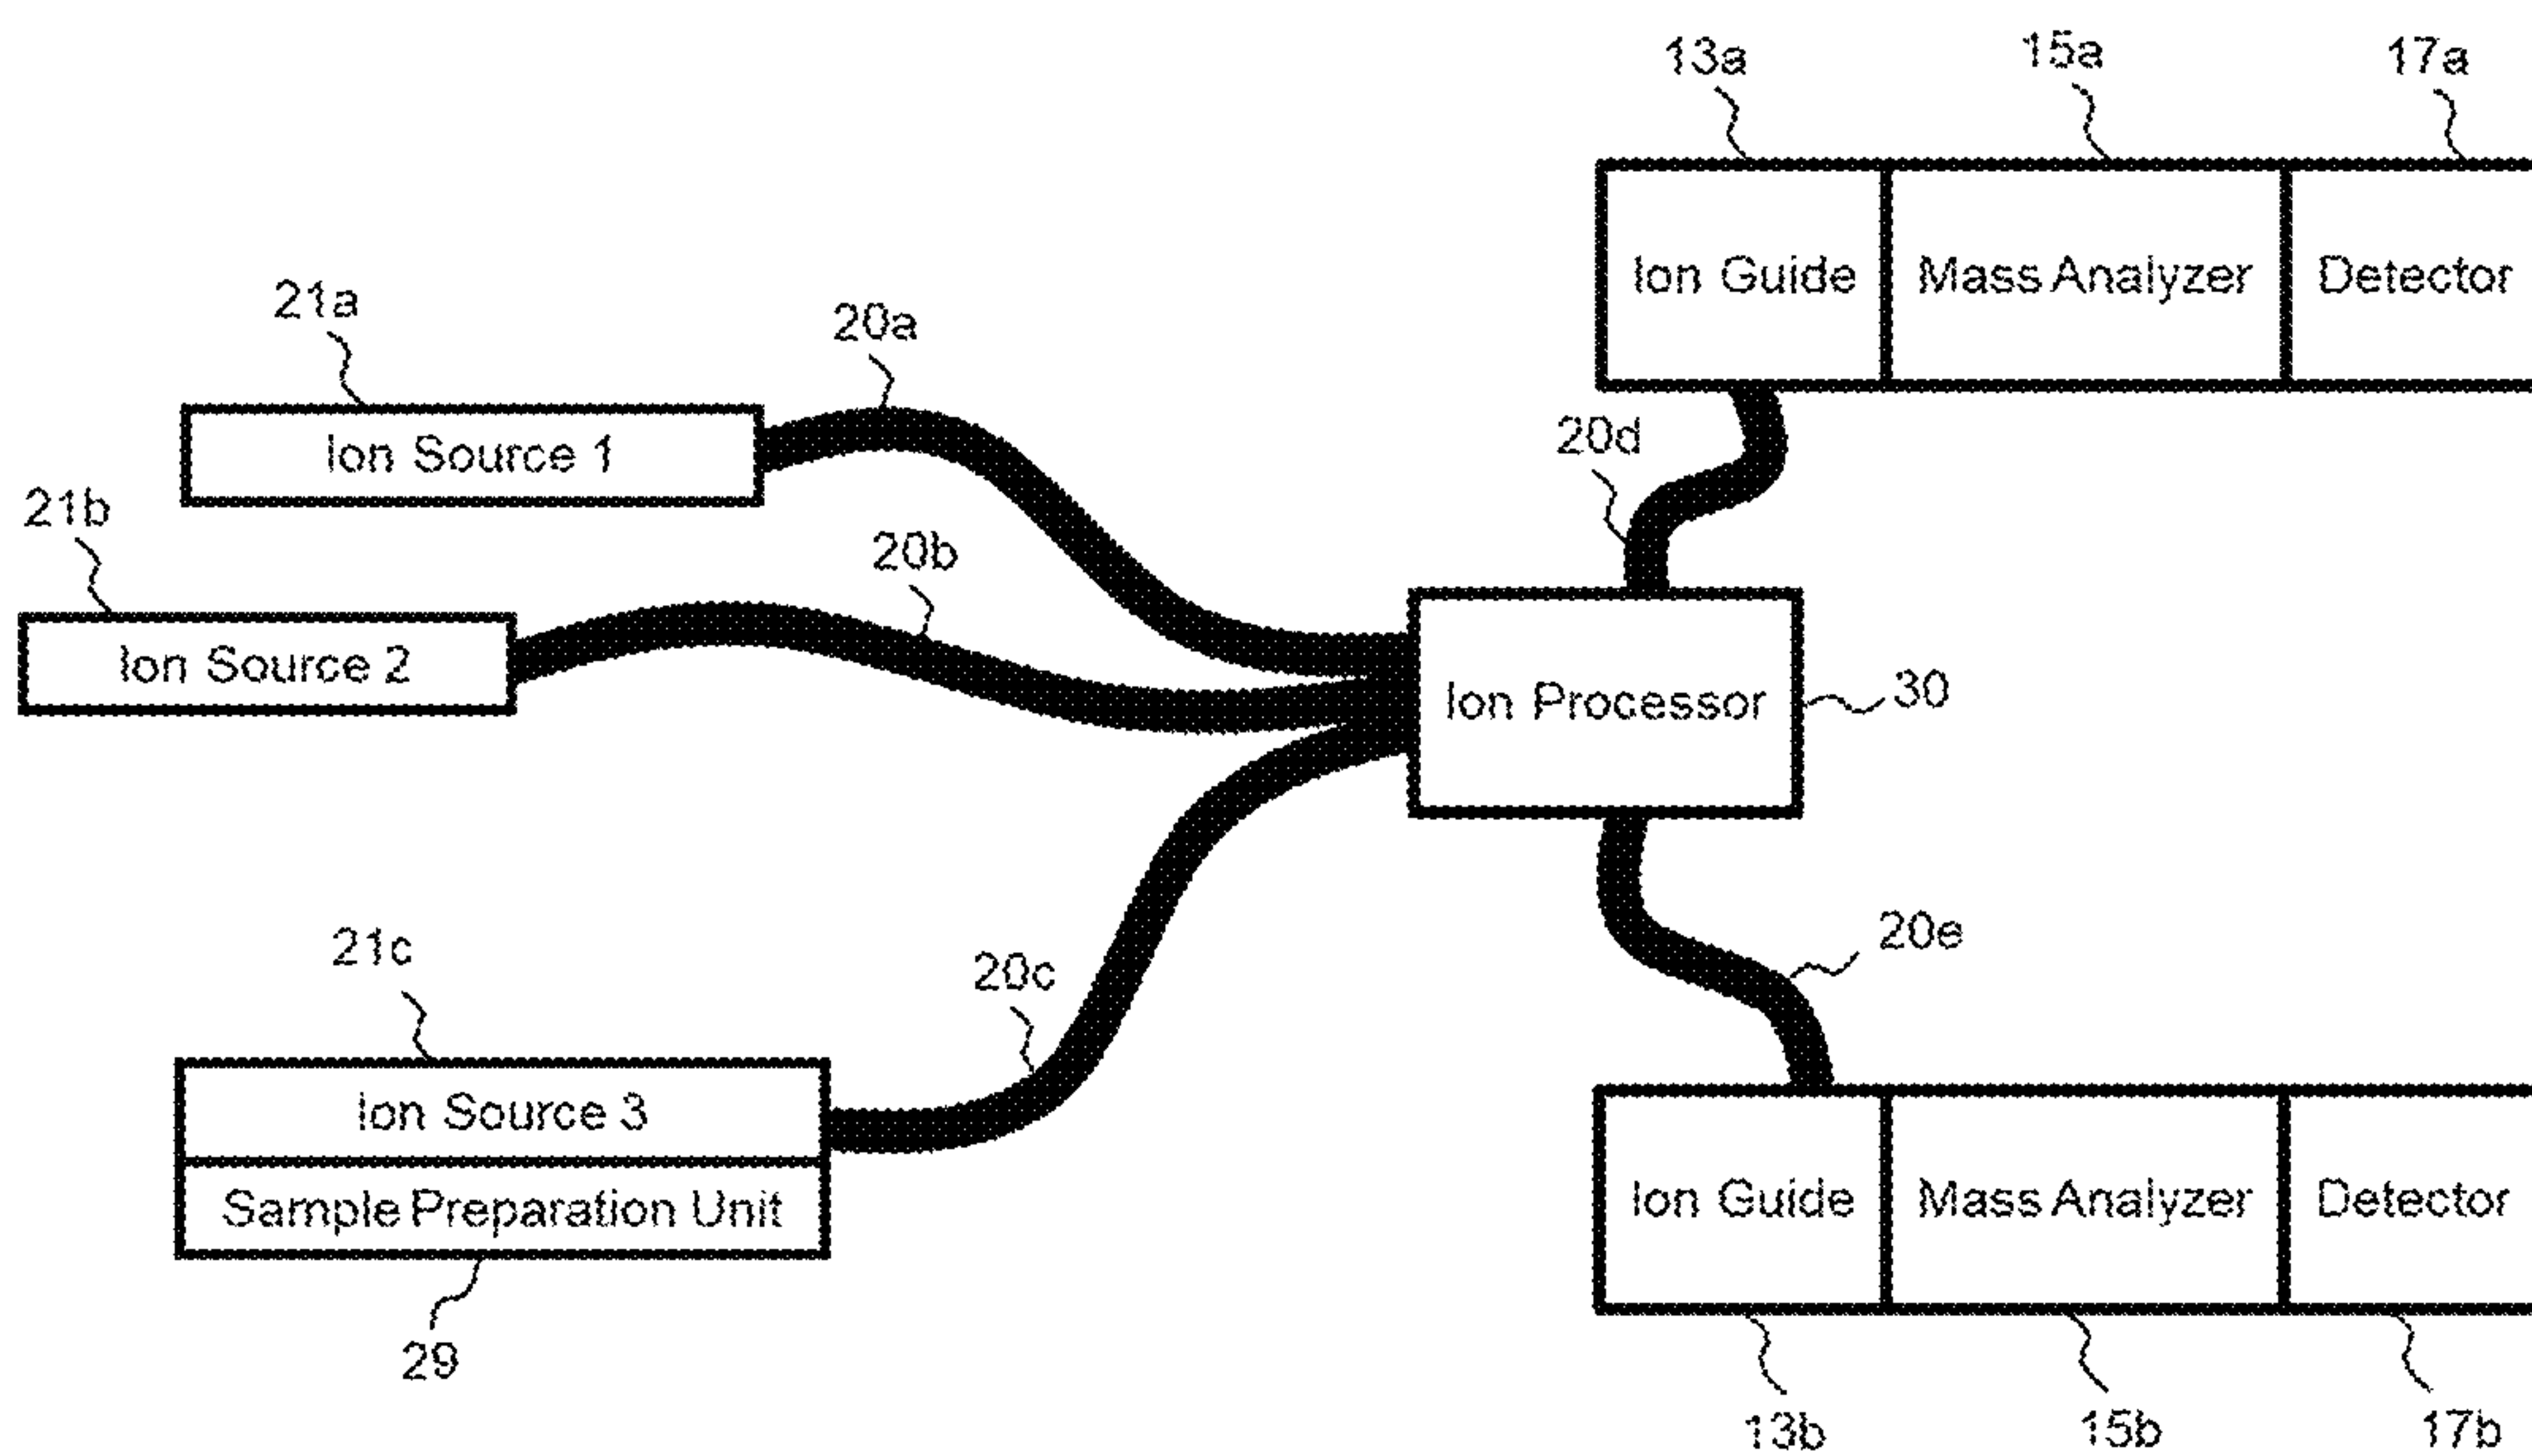 13a
15a
17a
Ion Guide
Mass Analyzer
Detector
21a
20a
Ion Source 1
20d
21b
20b
Ion Source 2
Ion Processor
30
21c
20c
20e
Ion Source 3
Sample Preparation Unit
29
Ion Guide
Mass Analyzer
Detector
13b
15b
17b